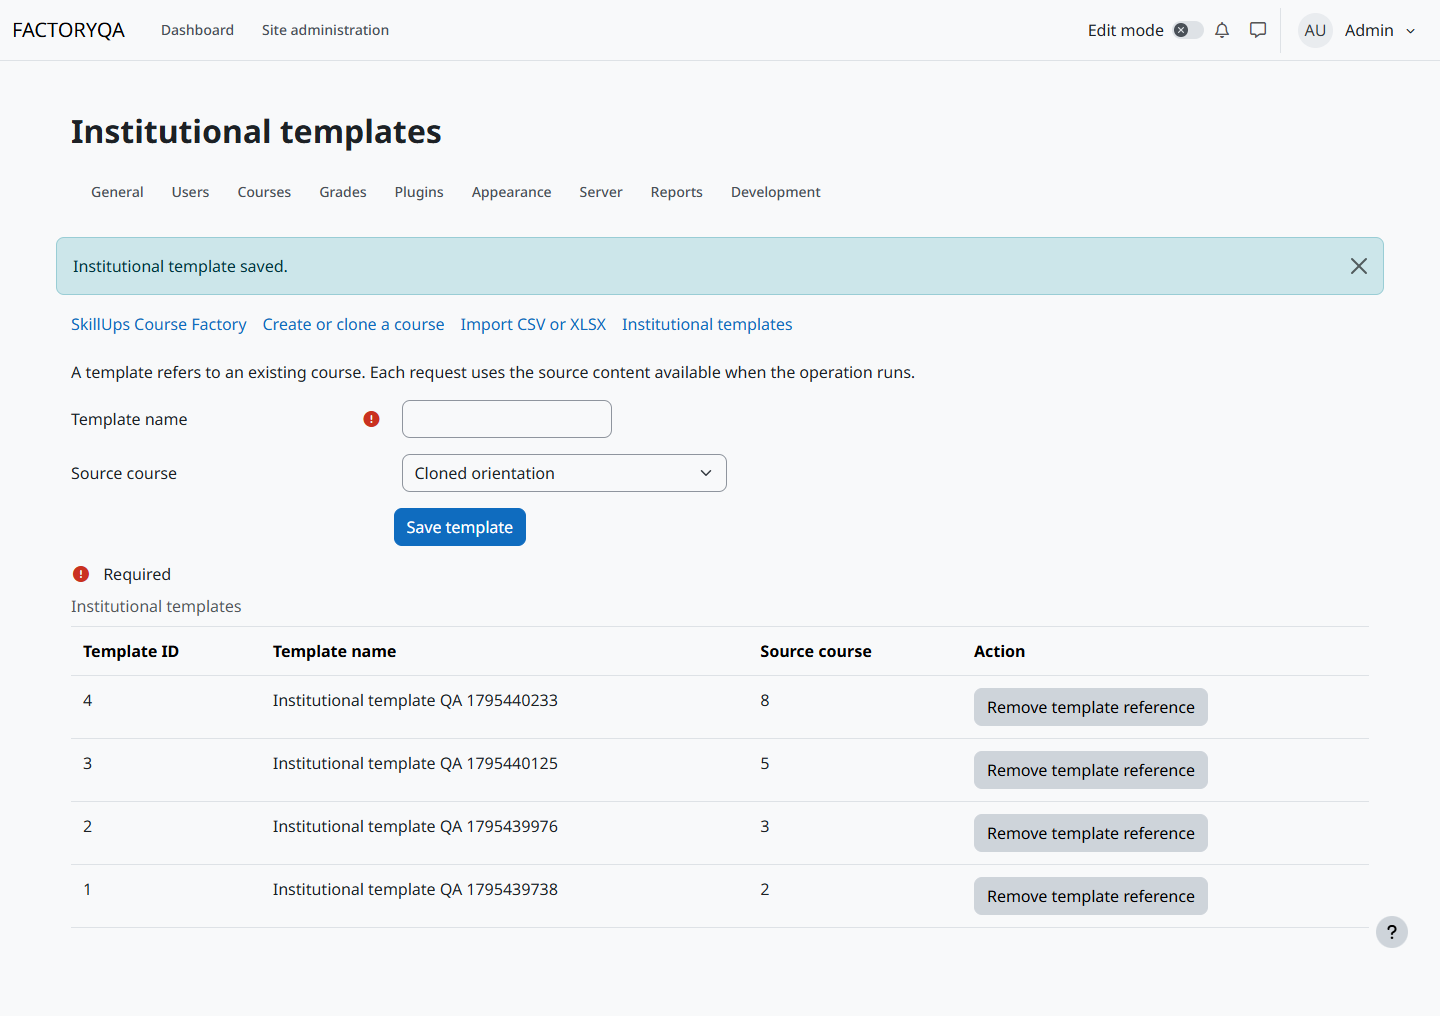 FACTORYQA Dashboard Site administration Edit mode AU Admin
Institutional templates
General Users Courses Grades Plugins Appearance Server Reports Development
Institutional template saved.
SkillUps Course Factory Create or clone a course Import CSV or XLSX Institutional templates
A template refers to an existing course. Each request uses the source content available when the operation runs.
Template name
Source course Cloned orientation
Save template
Required
Institutional templates
Template ID Template name Source course Action
4 Institutional template QA 1795440233 8 Remove template reference
3 Institutional template QA 1795440125 5 Remove template reference
2 Institutional template QA 1795439976 3 Remove template reference
1 Institutional template QA 1795439738 2 Remove template reference
?